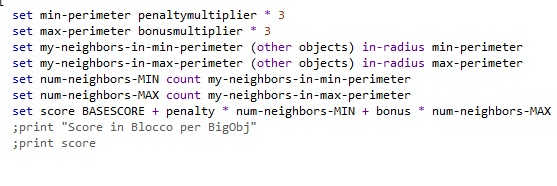 set min-perimeter penaltymultiplier * 3
set max-perimeter bonusmultiplier * 3
set my-neighbors-in-min-perimeter (other objects) in-radius min-perimeter
set my-neighbors-in-max-perimeter (other objects) in-radius max-perimeter
set num-neighbors-MIN count my-neighbors-in-min-perimeter
set num-neighbors-MAX count my-neighbors-in-max-perimeter
set score BASESCORE + penalty * num-neighbors-MIN + bonus * num-neighbors-MAX
;print "Score in Blocco per BigObj"
;print score